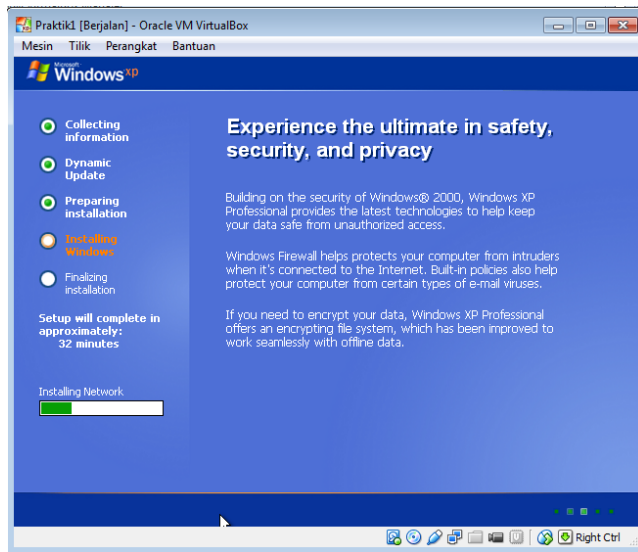 Praktik1 [Berjalan] - Oracle VM VirtualBox
Mesin Tilik Perangkat Bantuan
Microsoft
Windows xp
Collecting
information
Dynamic
Update
Preparing
installation
Installing
Windows
Finalizing
installation
Setup will complete in
approximately:
32 minutes
Installing Network
Experience the ultimate in safety,
security, and privacy
Building on the security of Windows® 2000, Windows XP
Professional provides the latest technologies to help keep
your data safe from unauthorized access.
Windows Firewall helps protects your computer from intruders
when it's connected to the Internet. Built-in policies also help
protect your computer from certain types of e-mail viruses.
If you need to encrypt your data, Windows XP Professional
offers an encrypting file system, which has been improved to
work seamlessly with offline data.
Right Ctrl